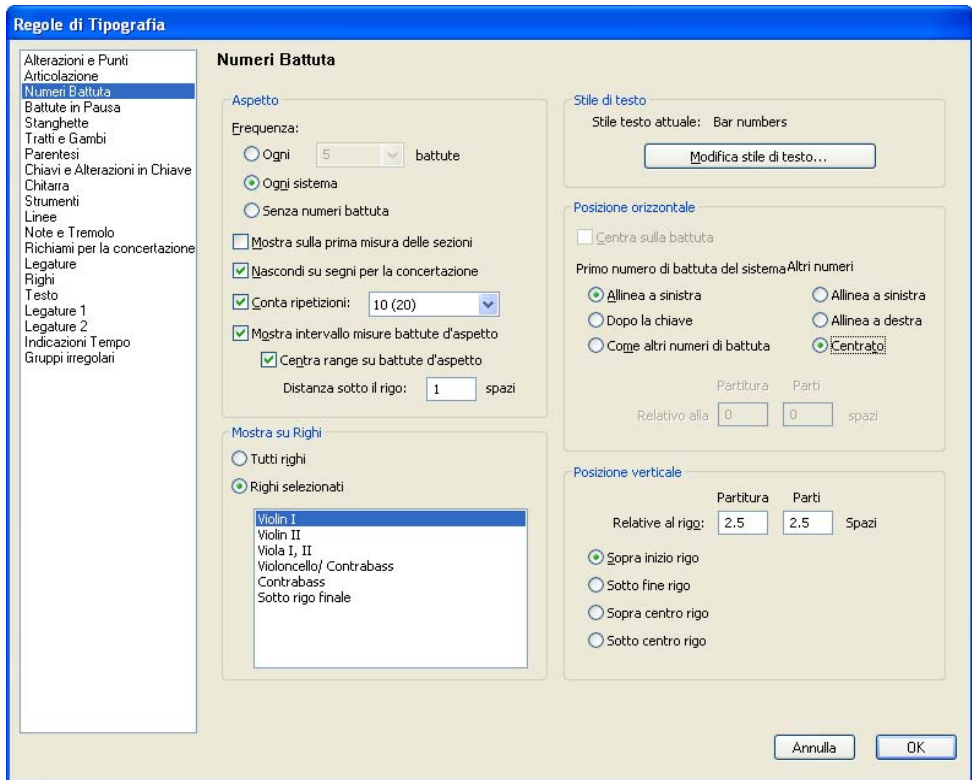 Regole di Tipografia
Alterazioni e Punti
Articolazione
Numeri Battuta
Battute in Pausa
Stanghette
Tratti e Gambi
Parentesi
Chiavi e Alterazioni in Chiave
Chitarra
Strumenti
Linee
Note e Tremolo
Richiami per la concertazione
Legature
Righi
Testo
Legature 1
Legature 2
Indicazioni Tempo
Gruppi irregolari
Numeri Battuta
Aspetto
Frequenza:
Ogni 5 battute
Ogni sistema
Senza numeri battuta
Mostra sulla prima misura delle sezioni
Nascondi su segni per la concertazione
Conta ripetizioni: 10 (20)
Mostra intervallo misure battute d'aspetto
Centra range su battute d'aspetto
Distanza sotto il rigo: 1 spazi
Mostra su Righi
Tutti righi
Righi selezionati
Violin I
Violin II
Viola I, II
Violoncello/ Contrabass
Contrabass
Sotto rigo finale
Stile di testo
Stile testo attuale: Bar numbers
Modifica stile di testo...
Posizione orizzontale
Centra sulla battuta
Primo numero di battuta del sistema Altri numeri
Allinea a sinistra Allinea a sinistra
Dopo la chiave Allinea a destra
Come altri numeri di battuta Centrato
Partitura Parti
Relativo alla 0 0 spazi
Posizione verticale
Partitura Parti
Relative al rigo: 2.5 2.5 Spazi
Sopra inizio rigo
Sotto fine rigo
Sopra centro rigo
Sotto centro rigo
Annulla OK